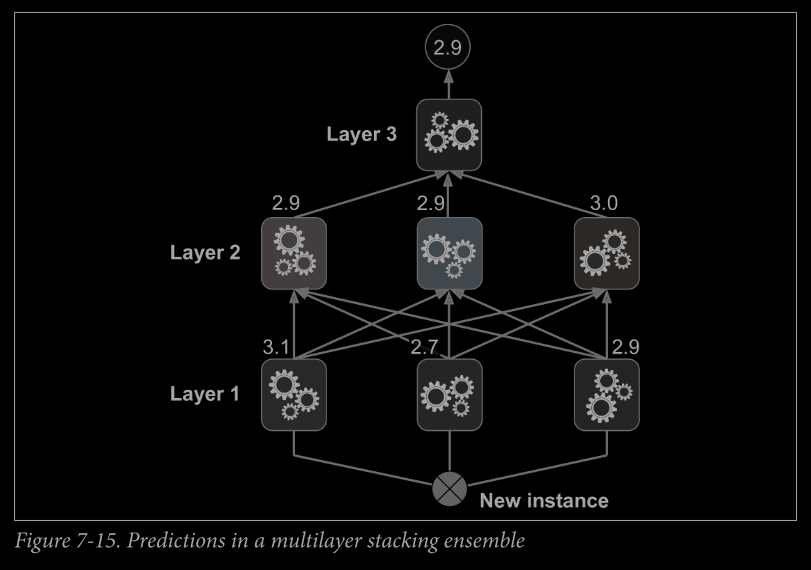 2.9
Layer 3
2.9 2.9 3.0
Layer 2
3.1 2.7 2.9
Layer 1
New instance
Figure 7-15. Predictions in a multilayer stacking ensemble